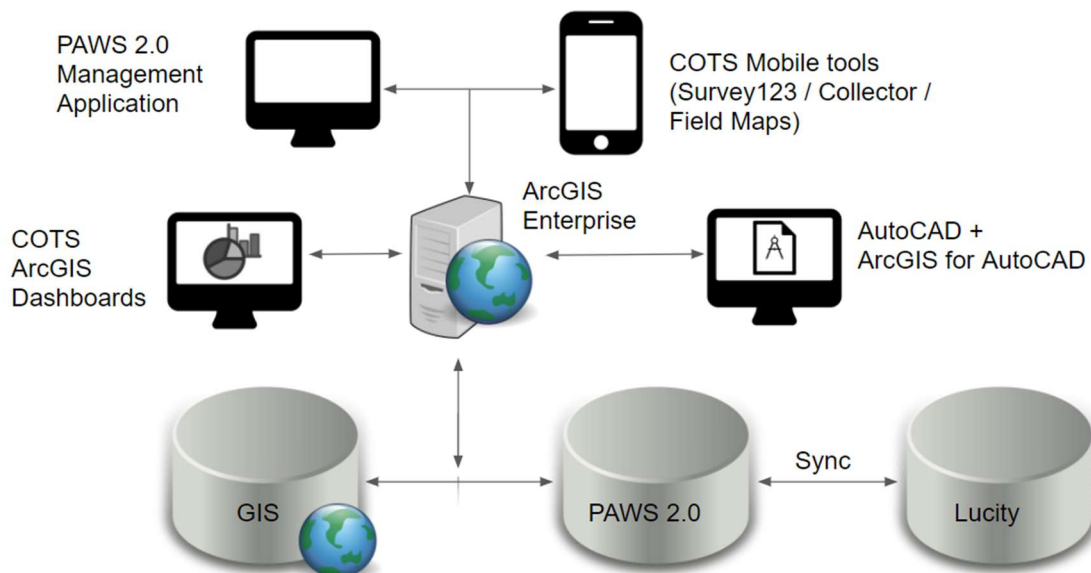 PAWS 2.0
Management
Application
COTS Mobile tools
(Survey123 / Collector /
Field Maps)
ArcGIS
Enterprise
COTS
ArcGIS
Dashboards
AutoCAD +
ArcGIS for AutoCAD
GIS
PAWS 2.0
Sync
Lucity